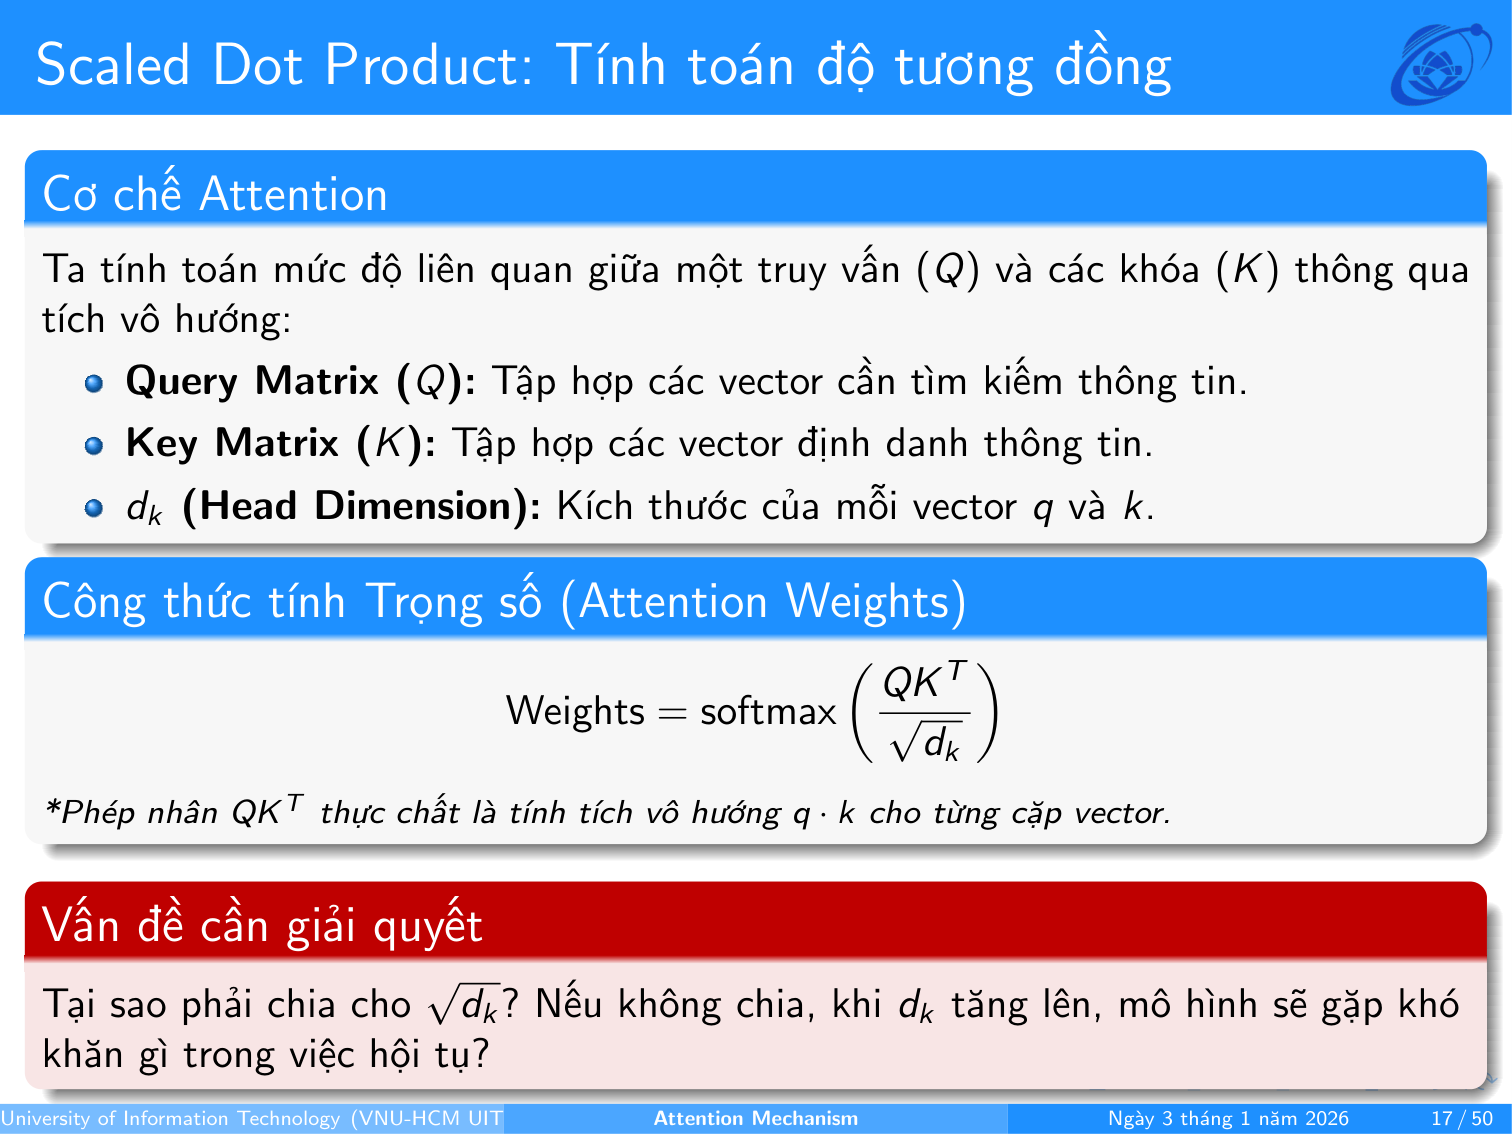 Scaled Dot Product: Tính toán độ tương đồng
Cơ chế Attention
Ta tính toán mức độ liên quan giữa một truy vấn (Q) và các khóa (K) thông qua
tích vô hướng:
Query Matrix (Q): Tập hợp các vector cần tìm kiếm thông tin.
Key Matrix (K): Tập hợp các vector định danh thông tin.
d_k (Head Dimension): Kích thước của mỗi vector q và k.
Công thức tính Trọng số (Attention Weights)
Weights = softmax(QK^T / √d_k)
*Phép nhân QK^T thực chất là tính tích vô hướng q · k cho từng cặp vector.
Vấn đề cần giải quyết
Tại sao phải chia cho √d_k? Nếu không chia, khi d_k tăng lên, mô hình sẽ gặp khó
khăn gì trong việc hội tụ?
University of Information Technology (VNU-HCM UIT Attention Mechanism Ngày 3 tháng 1 năm 2026 17 / 50